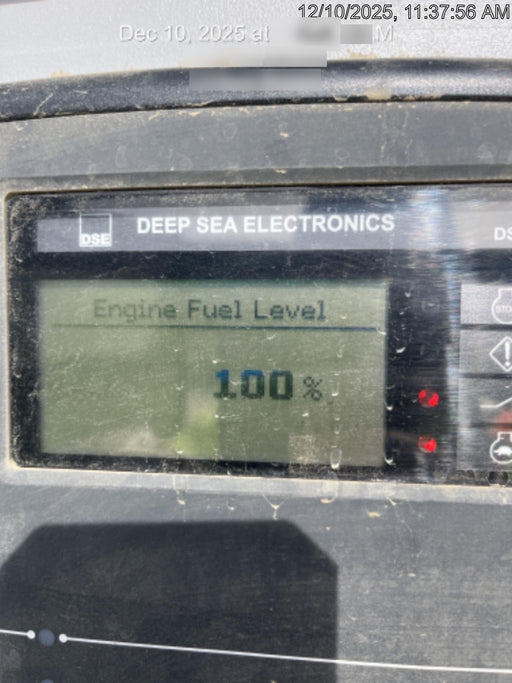 12/10/2025, 11:37:56 AM
Dec 10, 2025 at
DSE
DEEP SEA ELECTRONICS
Engine Fuel Level
100%
STOP